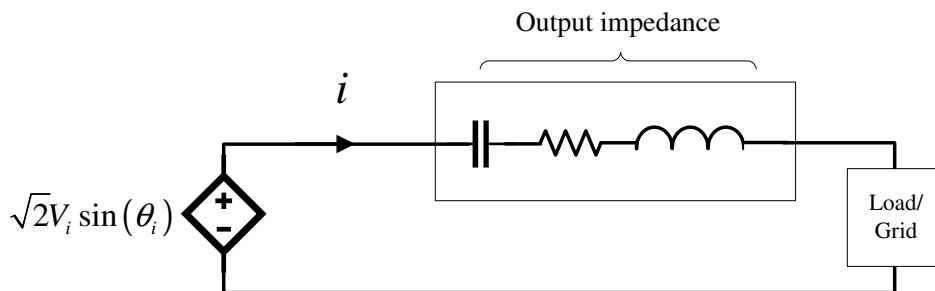 Output impedance
i
√2V_i sin(θ_i)
+
-
Load/
Grid